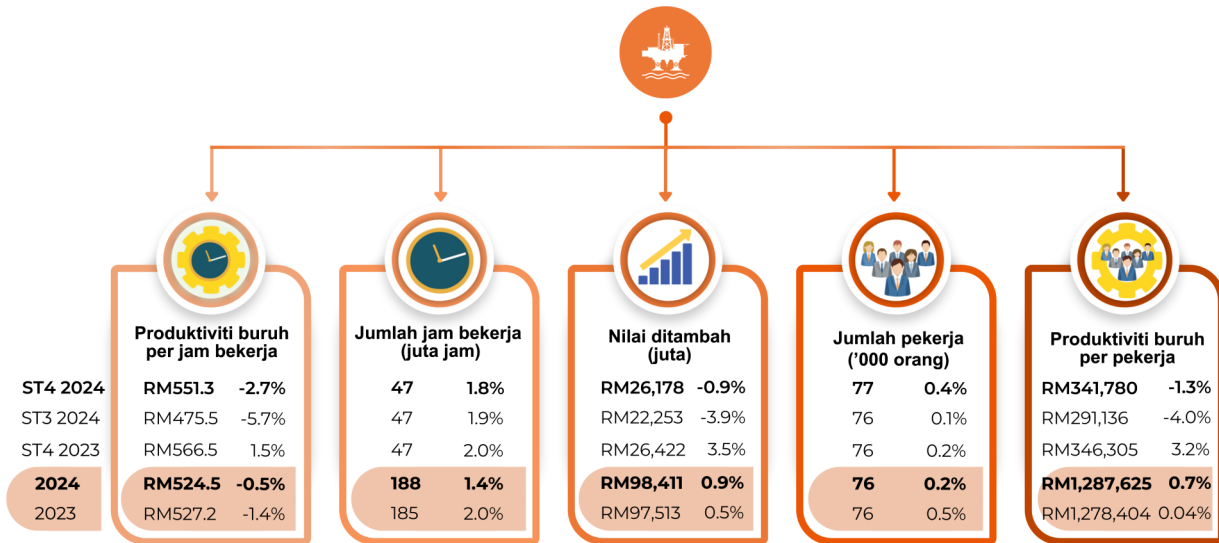 Produktiviti buruh
per jam bekerja
Jumlah jam bekerja
(juta jam)
Nilai ditambah
(juta)
Jumlah pekerja
('000 orang)
Produktiviti buruh
per pekerja
ST4 2024 RM551.3 -2.7% 47 1.8% RM26,178 -0.9% 77 0.4% RM341,780 -1.3%
ST3 2024 RM475.5 -5.7% 47 1.9% RM22,253 -3.9% 76 0.1% RM291,136 -4.0%
ST4 2023 RM566.5 1.5% 47 2.0% RM26,422 3.5% 76 0.2% RM346,305 3.2%
2024 RM524.5 -0.5% 188 1.4% RM98,411 0.9% 76 0.2% RM1,287,625 0.7%
2023 RM527.2 -1.4% 185 2.0% RM97,513 0.5% 76 0.5% RM1,278,404 0.04%